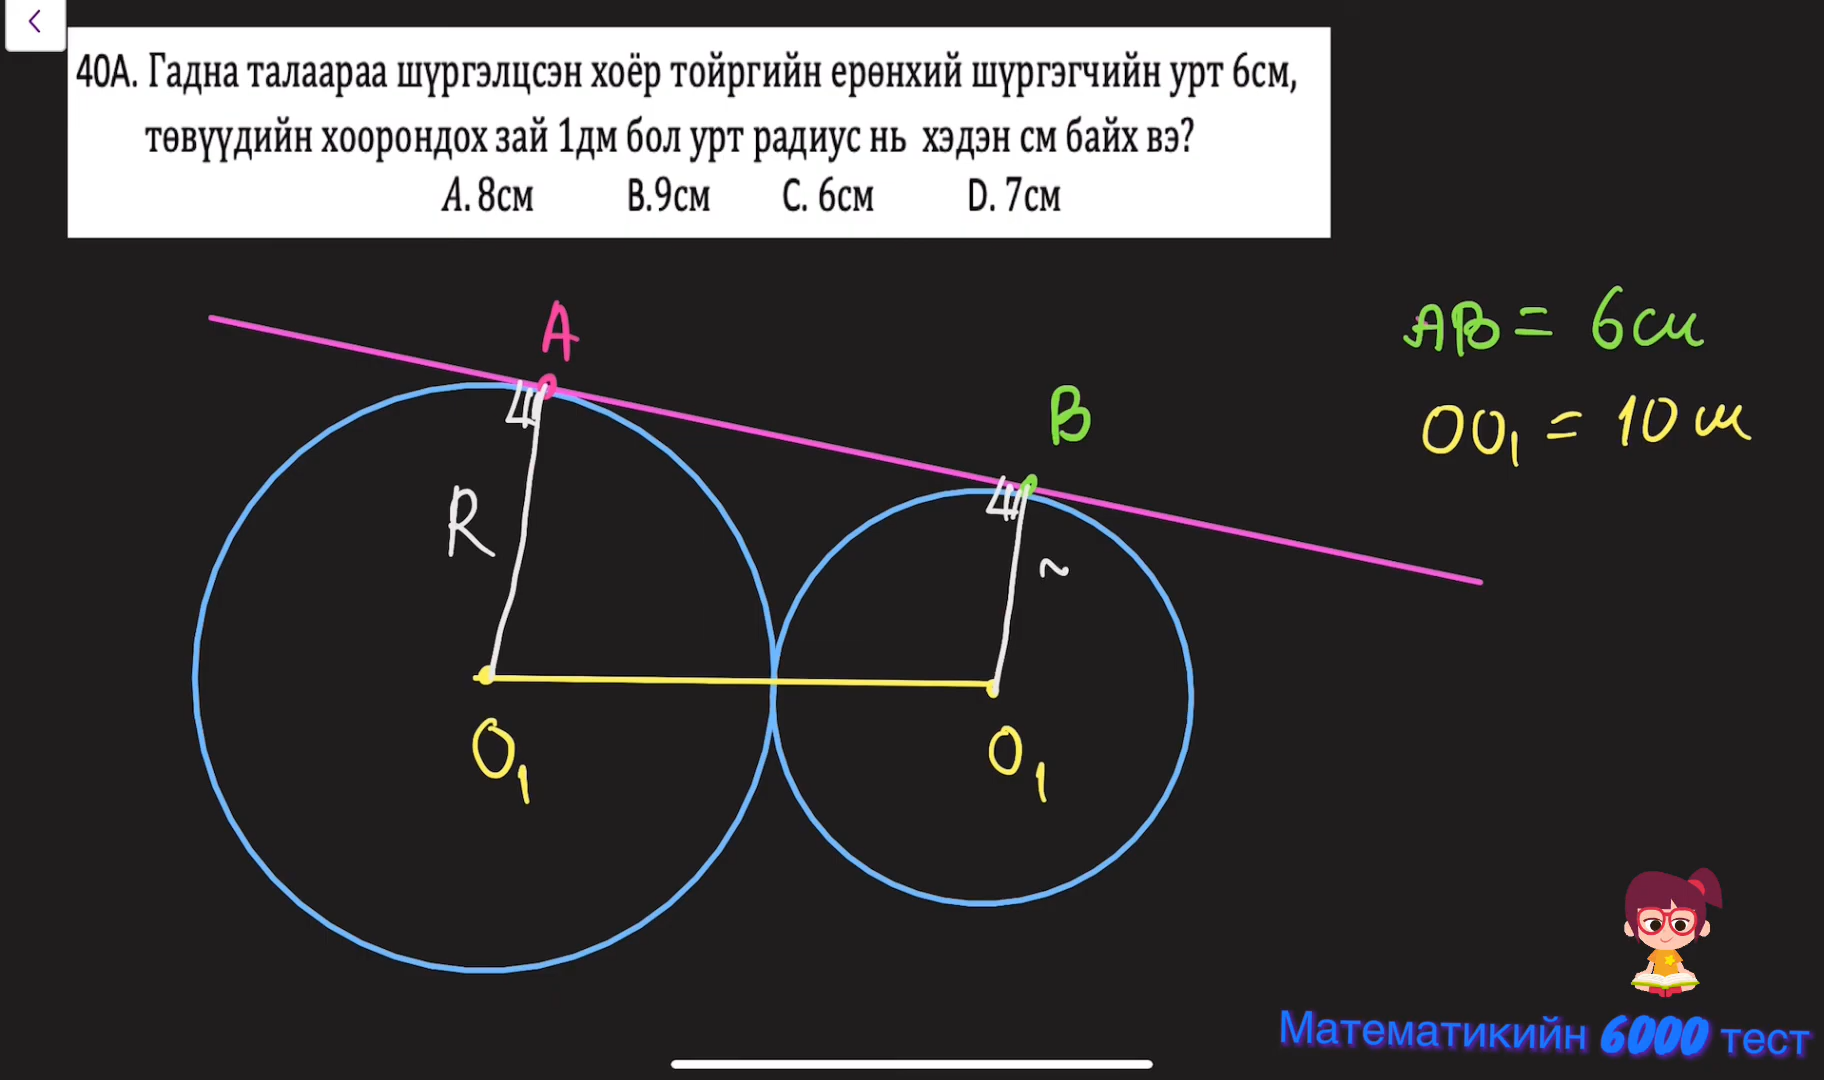 40А. Гадна талаараа шүргэлцсэн хоёр тойргийн ерөнхий шүргэгчийн урт 6см,
төвүүдийн хоорондох зай 1дм бол урт радиус нь хэдэн см байх вэ?
A. 8см B.9см C. 6см D. 7см
A
B
AB = 6см
OO₁ = 10см
R
r
O₁
O₁
Математикийн 6000 тест